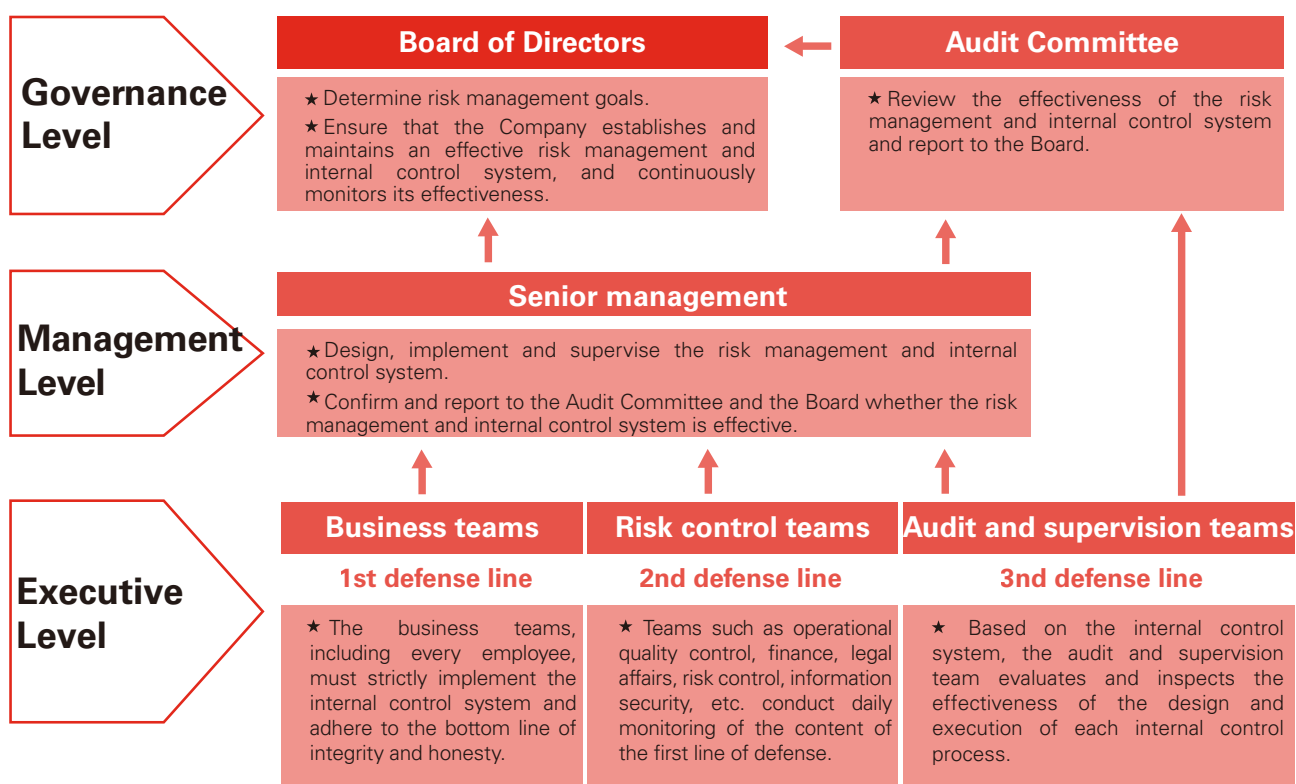 Governance
Level
Board of Directors
★ Determine risk management goals.
★ Ensure that the Company establishes and
maintains an effective risk management and
internal control system, and continuously
monitors its effectiveness.
Audit Committee
★ Review the effectiveness of the risk
management and internal control system
and report to the Board.
Management
Level
Senior management
★ Design, implement and supervise the risk management and internal
control system.
★ Confirm and report to the Audit Committee and the Board whether the risk
management and internal control system is effective.
Executive
Level
Business teams
1st defense line
★ The business teams,
including every employee,
must strictly implement the
internal control system and
adhere to the bottom line of
integrity and honesty.
Risk control teams
2nd defense line
★ Teams such as operational
quality control, finance, legal
affairs, risk control, information
security, etc. conduct daily
monitoring of the content of
the first line of defense.
Audit and supervision teams
3nd defense line
★ Based on the internal control
system, the audit and supervision
team evaluates and inspects the
effectiveness of the design and
execution of each internal control
process.